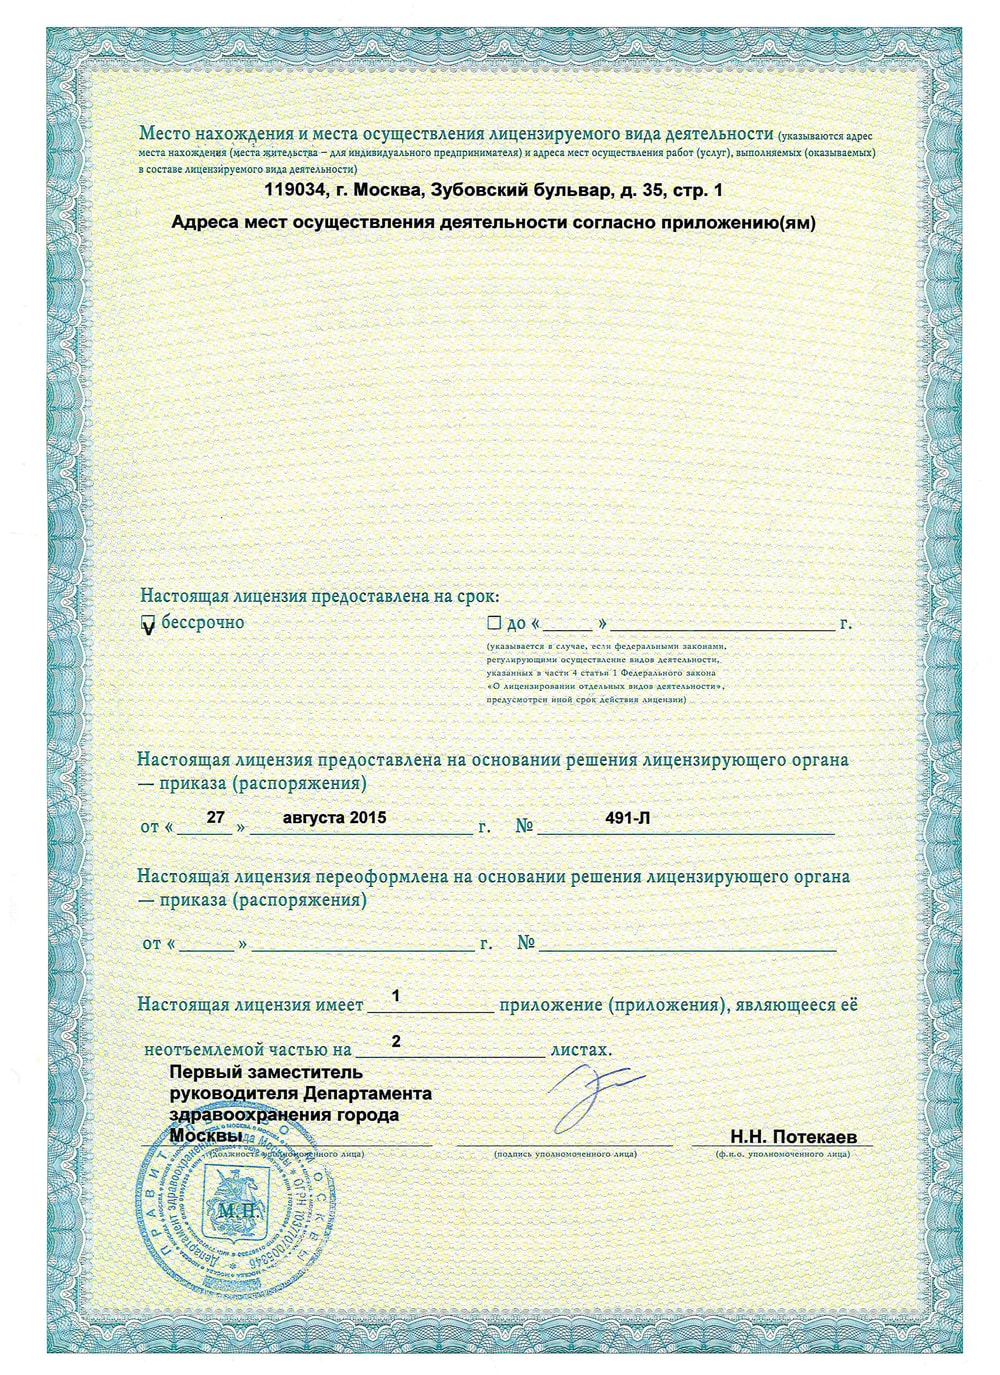 Место нахождения и места осуществления лицензируемого вида деятельности (указываются адрес
места нахождения (места жительства – для индивидуального предпринимателя) и адреса мест осуществления работ (услуг), выполняемых (оказываемых)
в составе лицензируемого вида деятельности)
119034, г. Москва, Зубовский бульвар, д. 35, стр. 1
Адреса мест осуществления деятельности согласно приложению(ям)
Настоящая лицензия предоставлена на срок:
V бессрочно ☐ до « _____ » _______________________ г.
(указывается в случае, если федеральными законами,
регулирующими осуществление видов деятельности,
указанных в части 4 статьи 1 Федерального закона
«О лицензировании отдельных видов деятельности»,
предусмотрен иной срок действия лицензии)
Настоящая лицензия предоставлена на основании решения лицензирующего органа
— приказа (распоряжения)
от « 27 » августа 2015 г. № 491-Л
Настоящая лицензия переоформлена на основании решения лицензирующего органа
— приказа (распоряжения)
от « ______ » _______________________ г. № ______________________________
Настоящая лицензия имеет 1 приложение (приложения), являющееся её
неотъемлемой частью на 2 листах.
Первый заместитель
руководителя Департамента
здравоохранения города
Москвы
Н.Н. Потекаев
(должность уполномоченного лица) (подпись уполномоченного лица) (ф.и.о. уполномоченного лица)
М.П.
ПРАВИТЕЛЬСТВО МОСКВЫ
Департамент здравоохранения города Москвы * ОГРН 1037707005346 *